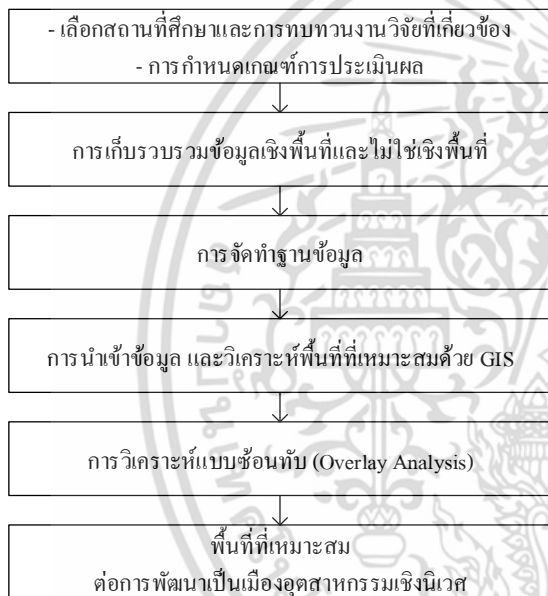 - เลือกสถานที่ศึกษาและการทบทวนงานวิจัยที่เกี่ยวข้อง
- การกำหนดเกณฑ์การประเมินผล
การเก็บรวบรวมข้อมูลเชิงพื้นที่และไม่ใช่เชิงพื้นที่
การจัดทำฐานข้อมูล
การนำเข้าข้อมูล และวิเคราะห์พื้นที่ที่เหมาะสมด้วย GIS
การวิเคราะห์แบบซ้อนทับ (Overlay Analysis)
พื้นที่ที่เหมาะสม
ต่อการพัฒนาเป็นเมืองอุตสาหกรรมเชิงนิเวศ